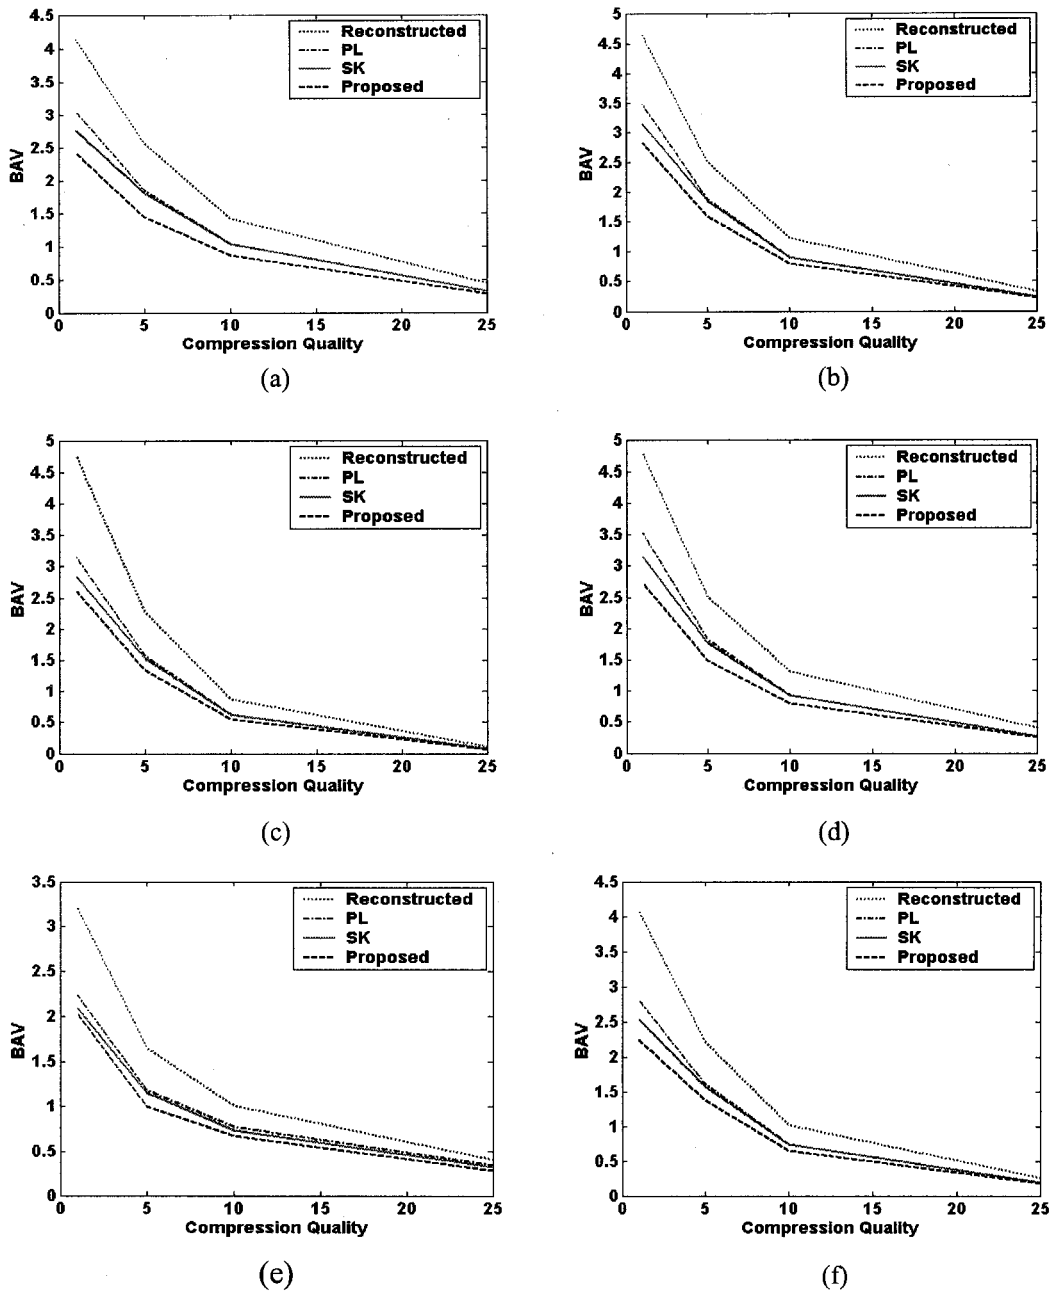 4.5
4
3.5
3
2.5
2
1.5
1
0.5
0
BAV
0 5 10 15 20 25
Compression Quality
Reconstructed
PL
SK
Proposed
(a)
5
4.5
4
3.5
3
2.5
2
1.5
1
0.5
0
BAV
0 5 10 15 20 25
Compression Quality
Reconstructed
PL
SK
Proposed
(b)
5
4.5
4
3.5
3
2.5
2
1.5
1
0.5
0
BAV
0 5 10 15 20 25
Compression Quality
Reconstructed
PL
SK
Proposed
(c)
5
4.5
4
3.5
3
2.5
2
1.5
1
0.5
0
BAV
0 5 10 15 20 25
Compression Quality
Reconstructed
PL
SK
Proposed
(d)
3.5
3
2.5
2
1.5
1
0.5
0
BAV
0 5 10 15 20 25
Compression Quality
Reconstructed
PL
SK
Proposed
(e)
4.5
4
3.5
3
2.5
2
1.5
1
0.5
0
BAV
0 5 10 15 20 25
Compression Quality
Reconstructed
PL
SK
Proposed
(f)